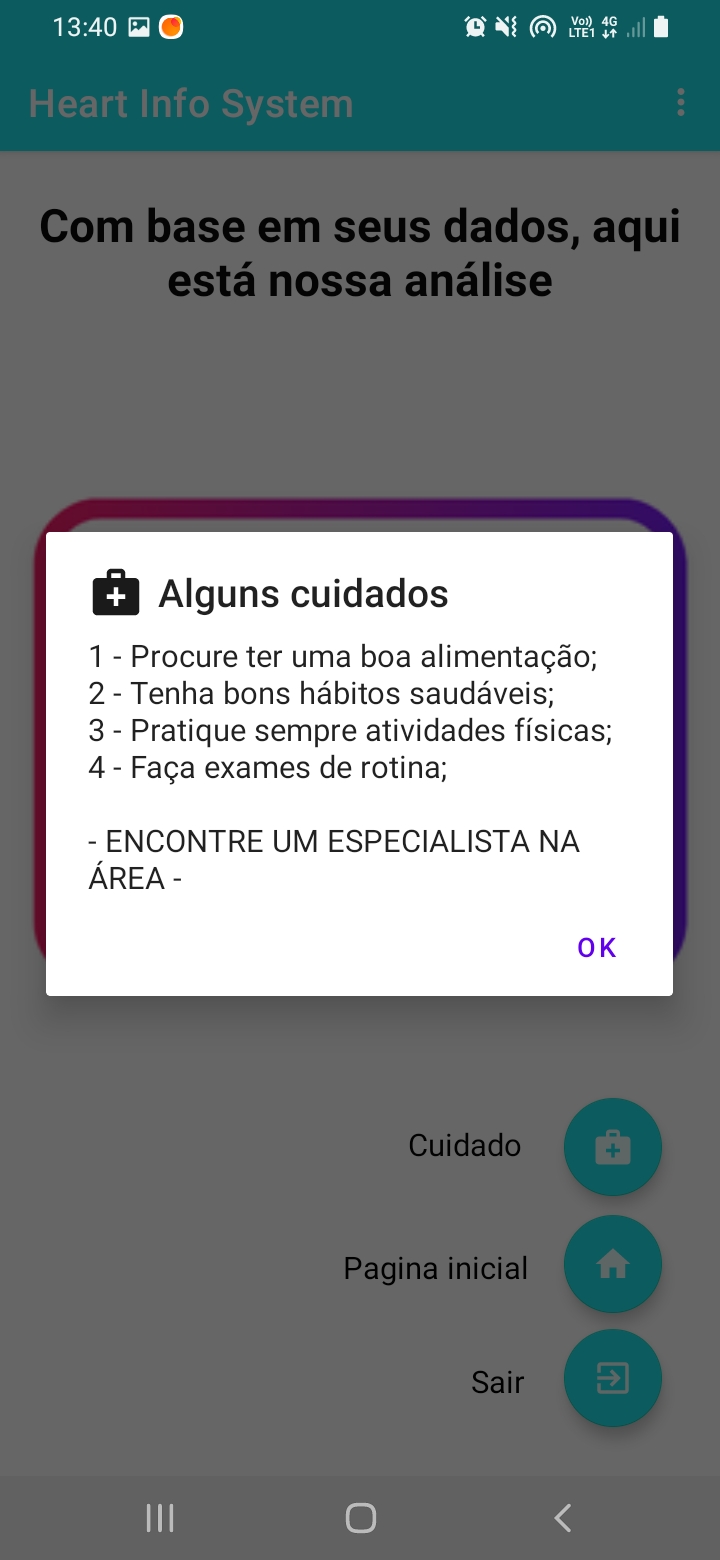 13:40
Vo))
LTE1
4G
Heart Info System
Com base em seus dados, aqui
está nossa análise
Alguns cuidados
1 - Procure ter uma boa alimentação;
2 - Tenha bons hábitos saudáveis;
3 - Pratique sempre atividades físicas;
4 - Faça exames de rotina;
- ENCONTRE UM ESPECIALISTA NA
ÁREA -
OK
Cuidado
Pagina inicial
Sair